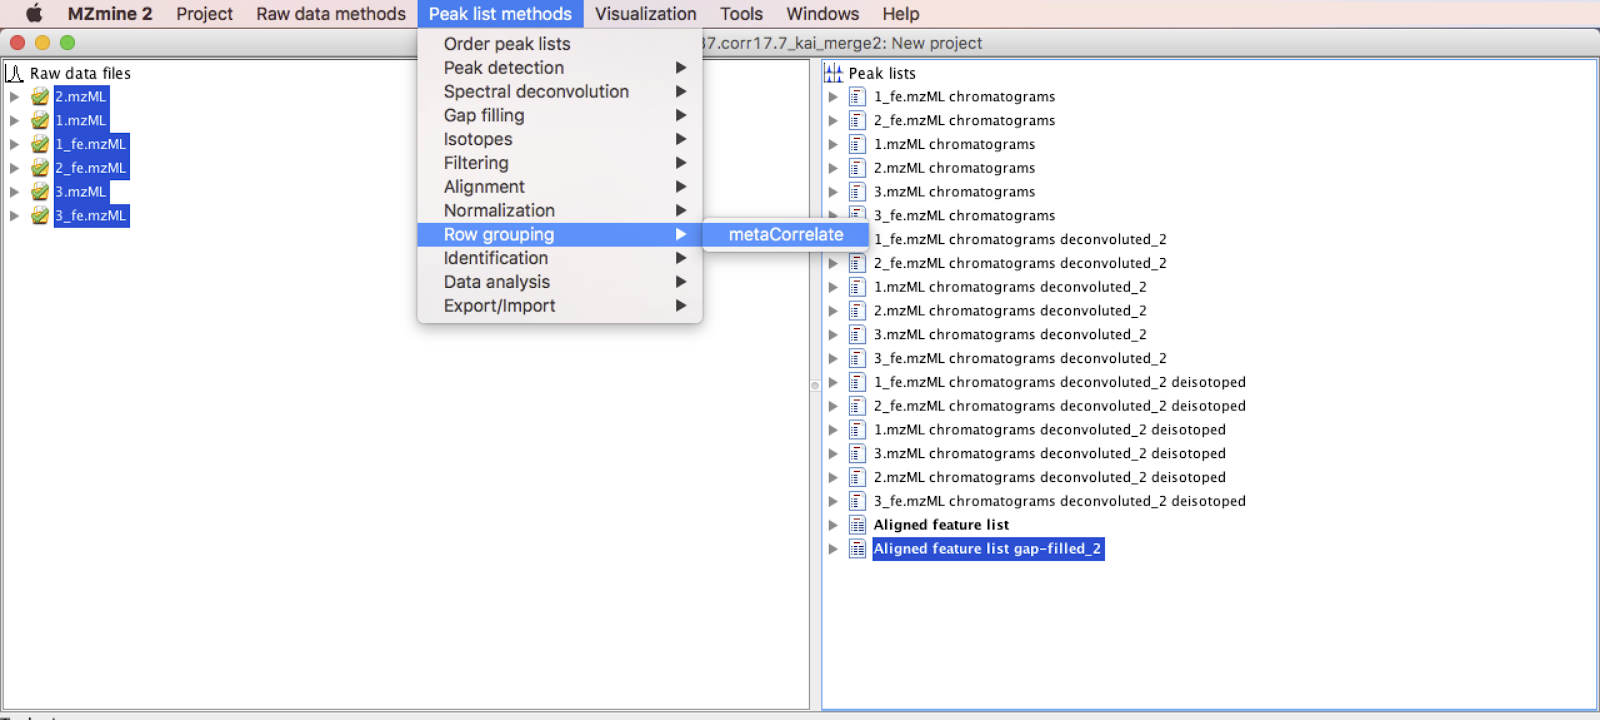 MZmine 2 Project Raw data methods Peak list methods Visualization Tools Windows Help
37.corr17.7_kai_merge2: New project
Raw data files
2.mzML
1.mzML
1_fe.mzML
2_fe.mzML
3.mzML
3_fe.mzML
Order peak lists
Peak detection
Spectral deconvolution
Gap filling
Isotopes
Filtering
Alignment
Normalization
Row grouping
metaCorrelate
Identification
Data analysis
Export/Import
Peak lists
1_fe.mzML chromatograms
2_fe.mzML chromatograms
1.mzML chromatograms
2.mzML chromatograms
3.mzML chromatograms
3_fe.mzML chromatograms
1_fe.mzML chromatograms deconvoluted_2
2_fe.mzML chromatograms deconvoluted_2
1.mzML chromatograms deconvoluted_2
2.mzML chromatograms deconvoluted_2
3.mzML chromatograms deconvoluted_2
3_fe.mzML chromatograms deconvoluted_2
1_fe.mzML chromatograms deconvoluted_2 deisotoped
2_fe.mzML chromatograms deconvoluted_2 deisotoped
1.mzML chromatograms deconvoluted_2 deisotoped
3.mzML chromatograms deconvoluted_2 deisotoped
2.mzML chromatograms deconvoluted_2 deisotoped
3_fe.mzML chromatograms deconvoluted_2 deisotoped
Aligned feature list
Aligned feature list gap-filled_2